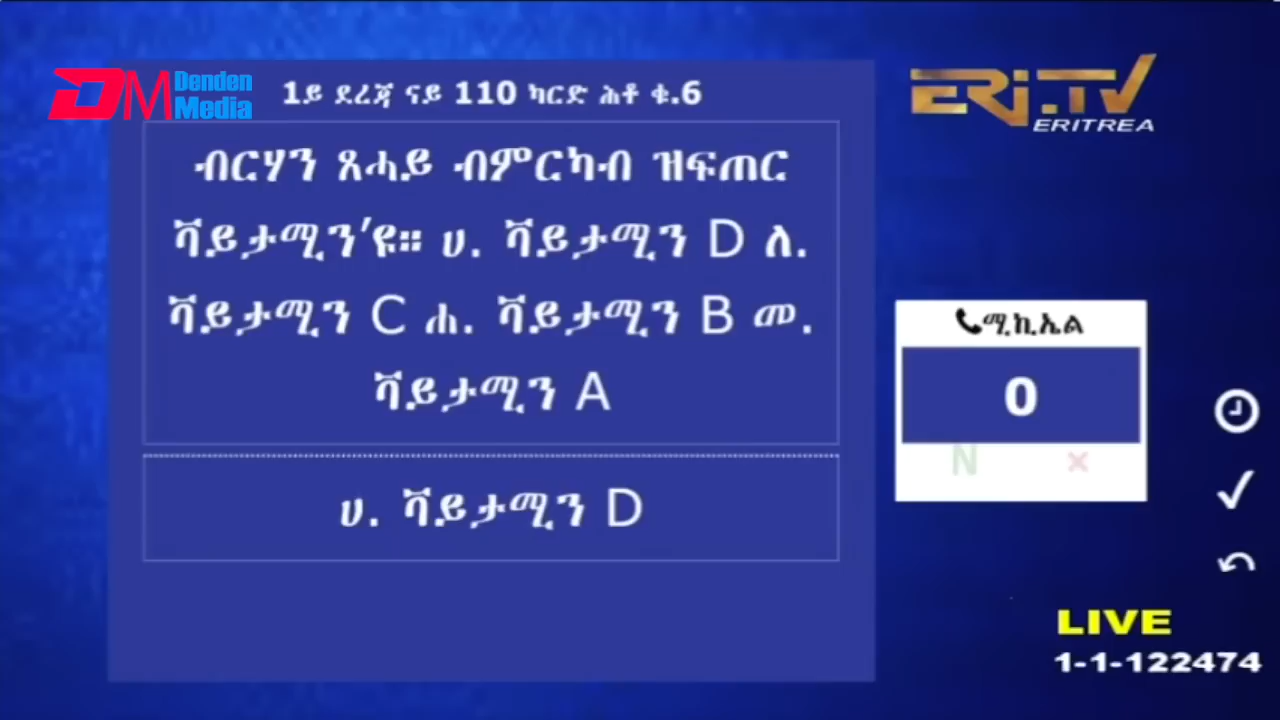 DM Denden
Media
1ይ ደረጃ ናይ 110 ካርድ ሕቶ ቁ.6
ERi.TV
ERITREA
ብርሃን ጸሓይ ብምርካብ ዝፍጠር
ቫይታሚን'ዩ። ሀ. ቫይታሚን D ለ.
ቫይታሚን C ሐ. ቫይታሚን B መ.
ቫይታሚን A
ሀ. ቫይታሚን D
ሚኪኤል
0
N ×
LIVE
1-1-122474